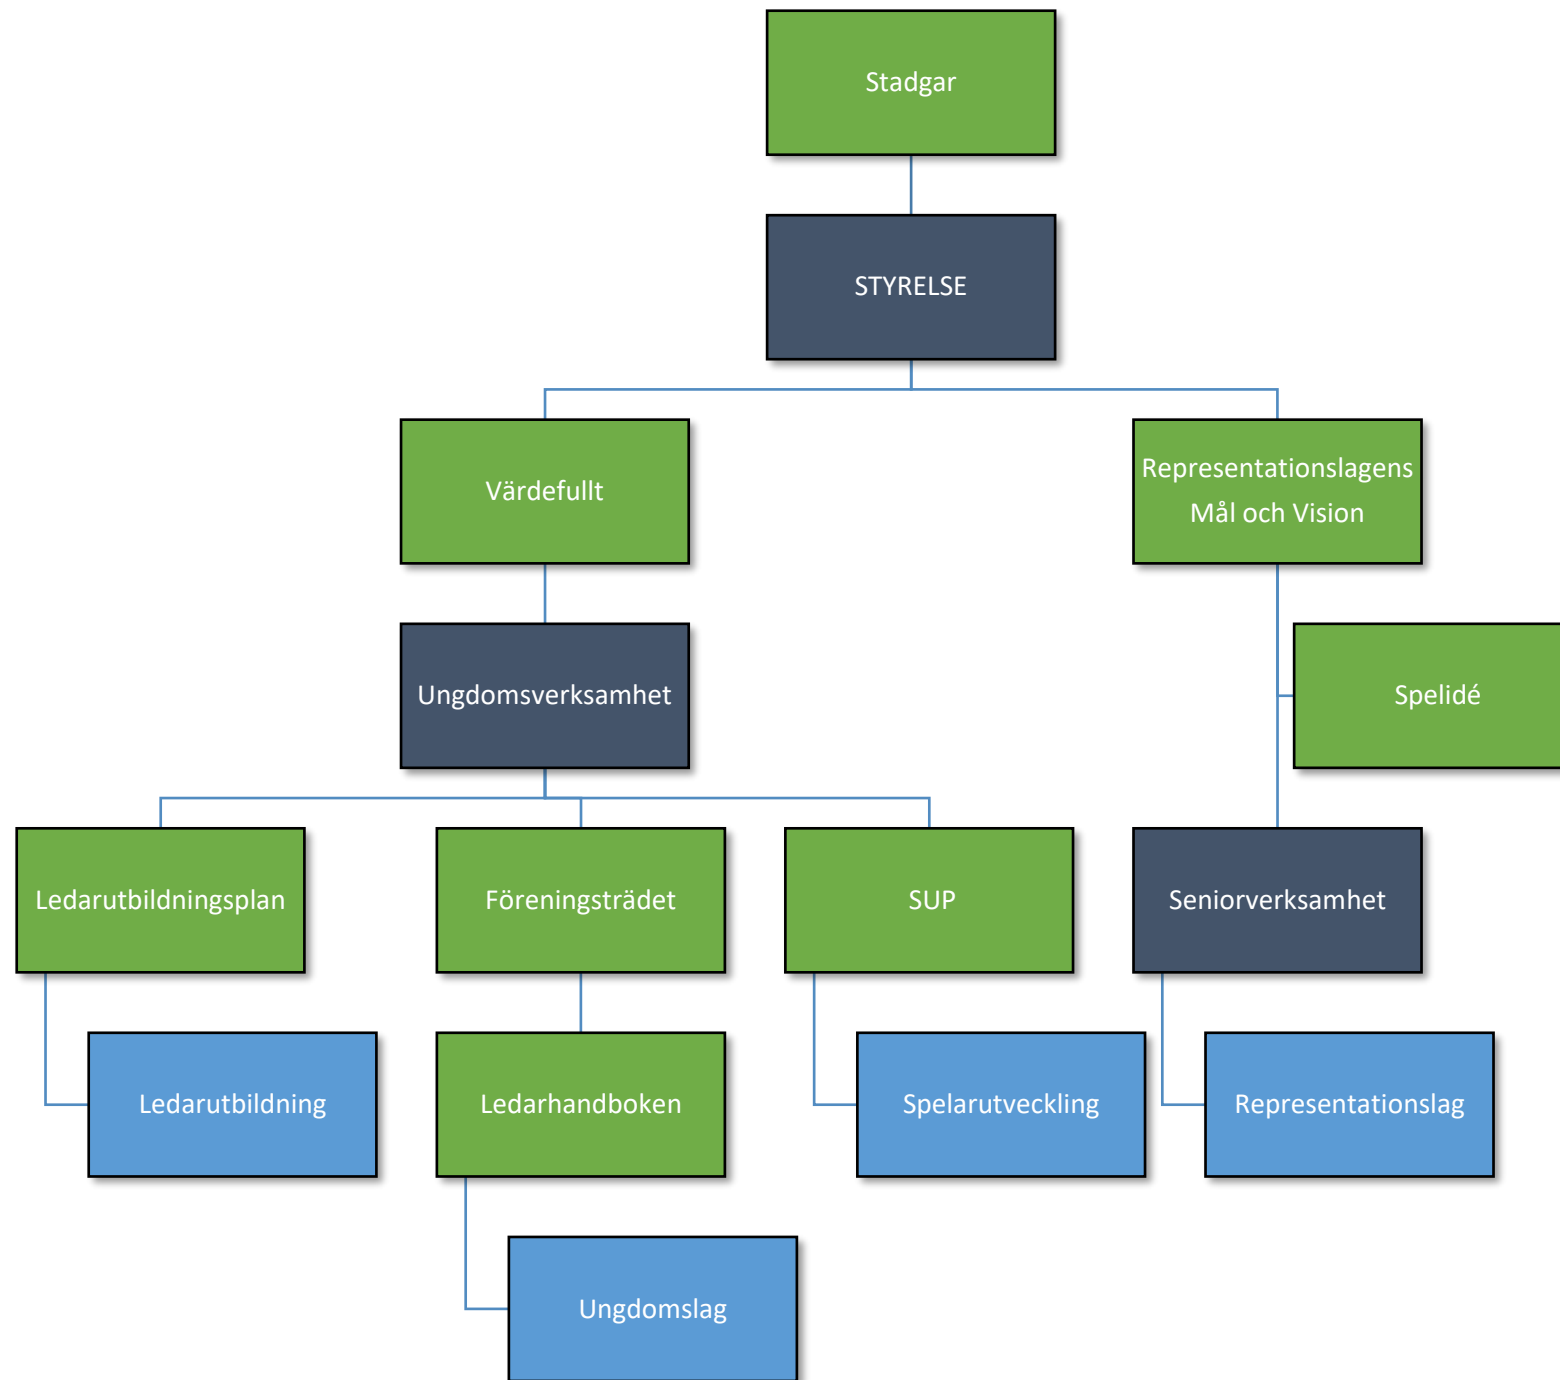 Stadgar
STYRELSE
Värdefullt
Representationslagens
Mål och Vision
Ungdomsverksamhet
Spelidé
Ledarutbildningsplan
Föreningsträdet
SUP
Seniorverksamhet
Ledarutbildning
Ledarhandboken
Spelarutveckling
Representationslag
Ungdomslag